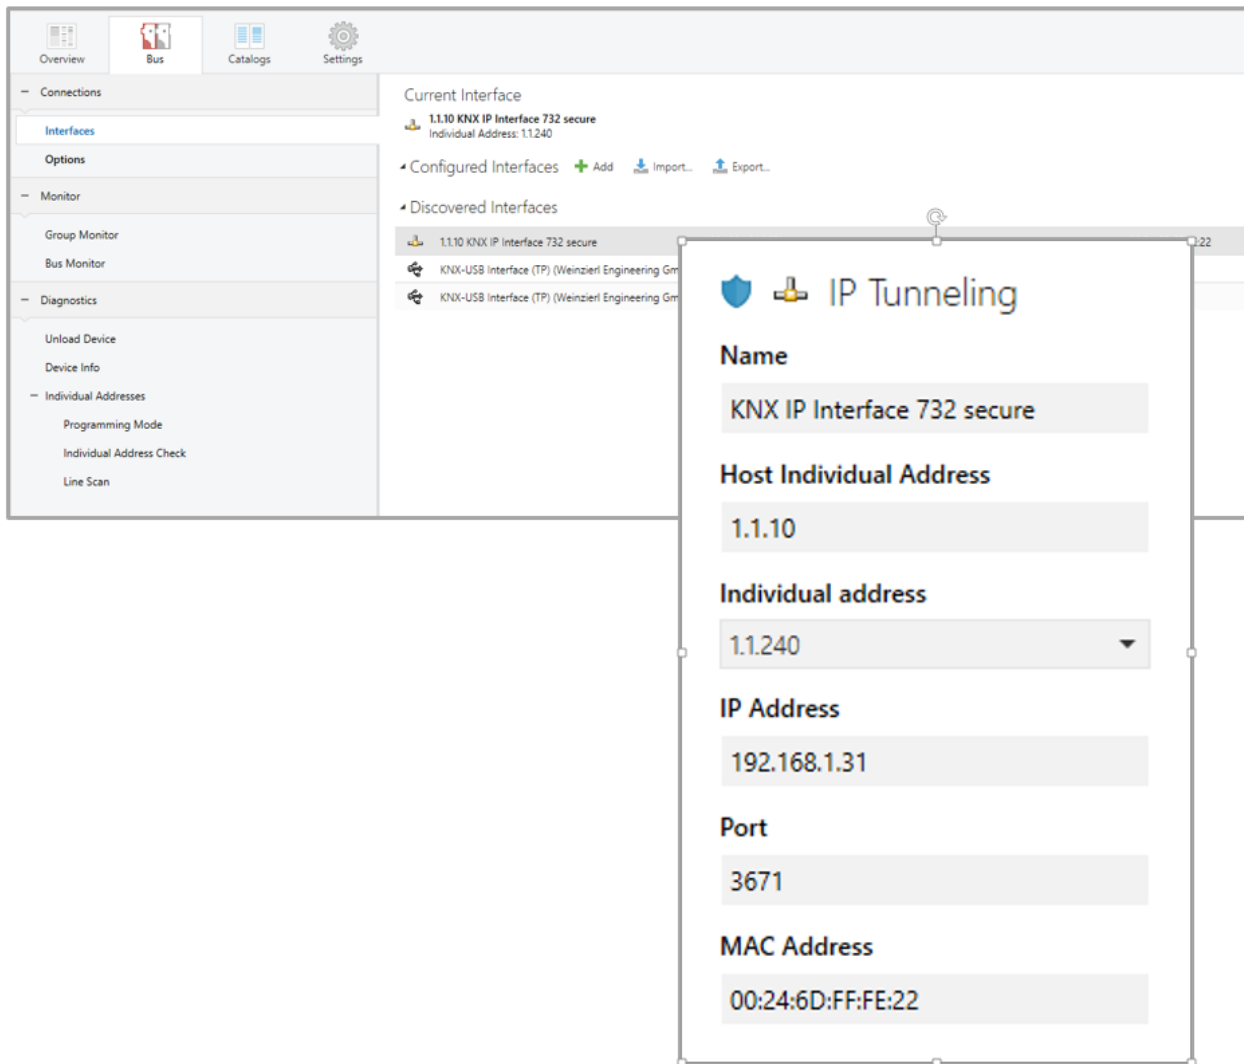 Overview
Bus
Catalogs
Settings
− Connections
Interfaces
Options
− Monitor
Group Monitor
Bus Monitor
− Diagnostics
Unload Device
Device Info
− Individual Addresses
Programming Mode
Individual Address Check
Line Scan
Current Interface
1.1.10 KNX IP Interface 732 secure
Individual Address: 1.1.240
Configured Interfaces Add Import... Export...
Discovered Interfaces
1.1.10 KNX IP Interface 732 secure :22
KNX-USB Interface (TP) (Weinzierl Engineering Gm
KNX-USB Interface (TP) (Weinzierl Engineering Gm
IP Tunneling
Name
KNX IP Interface 732 secure
Host Individual Address
1.1.10
Individual address
1.1.240
IP Address
192.168.1.31
Port
3671
MAC Address
00:24:6D:FF:FE:22